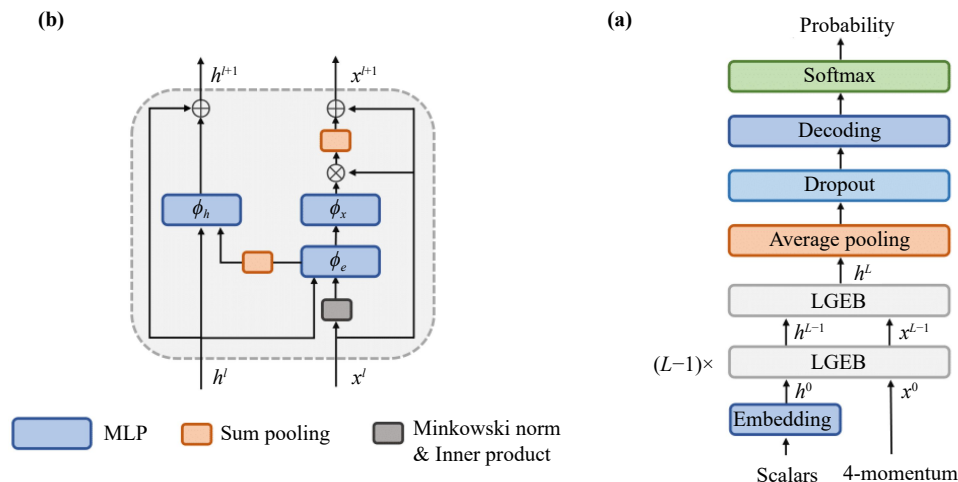 (b)
h^{l+1}
x^{l+1}
ϕ_h
ϕ_x
ϕ_e
h^l
x^l
MLP
Sum pooling
Minkowski norm
& Inner product
(a)
Probability
Softmax
Decoding
Dropout
Average pooling
h^L
LGEB
h^{L−1}
x^{L−1}
(L−1)×
LGEB
h^0
x^0
Embedding
Scalars
4-momentum